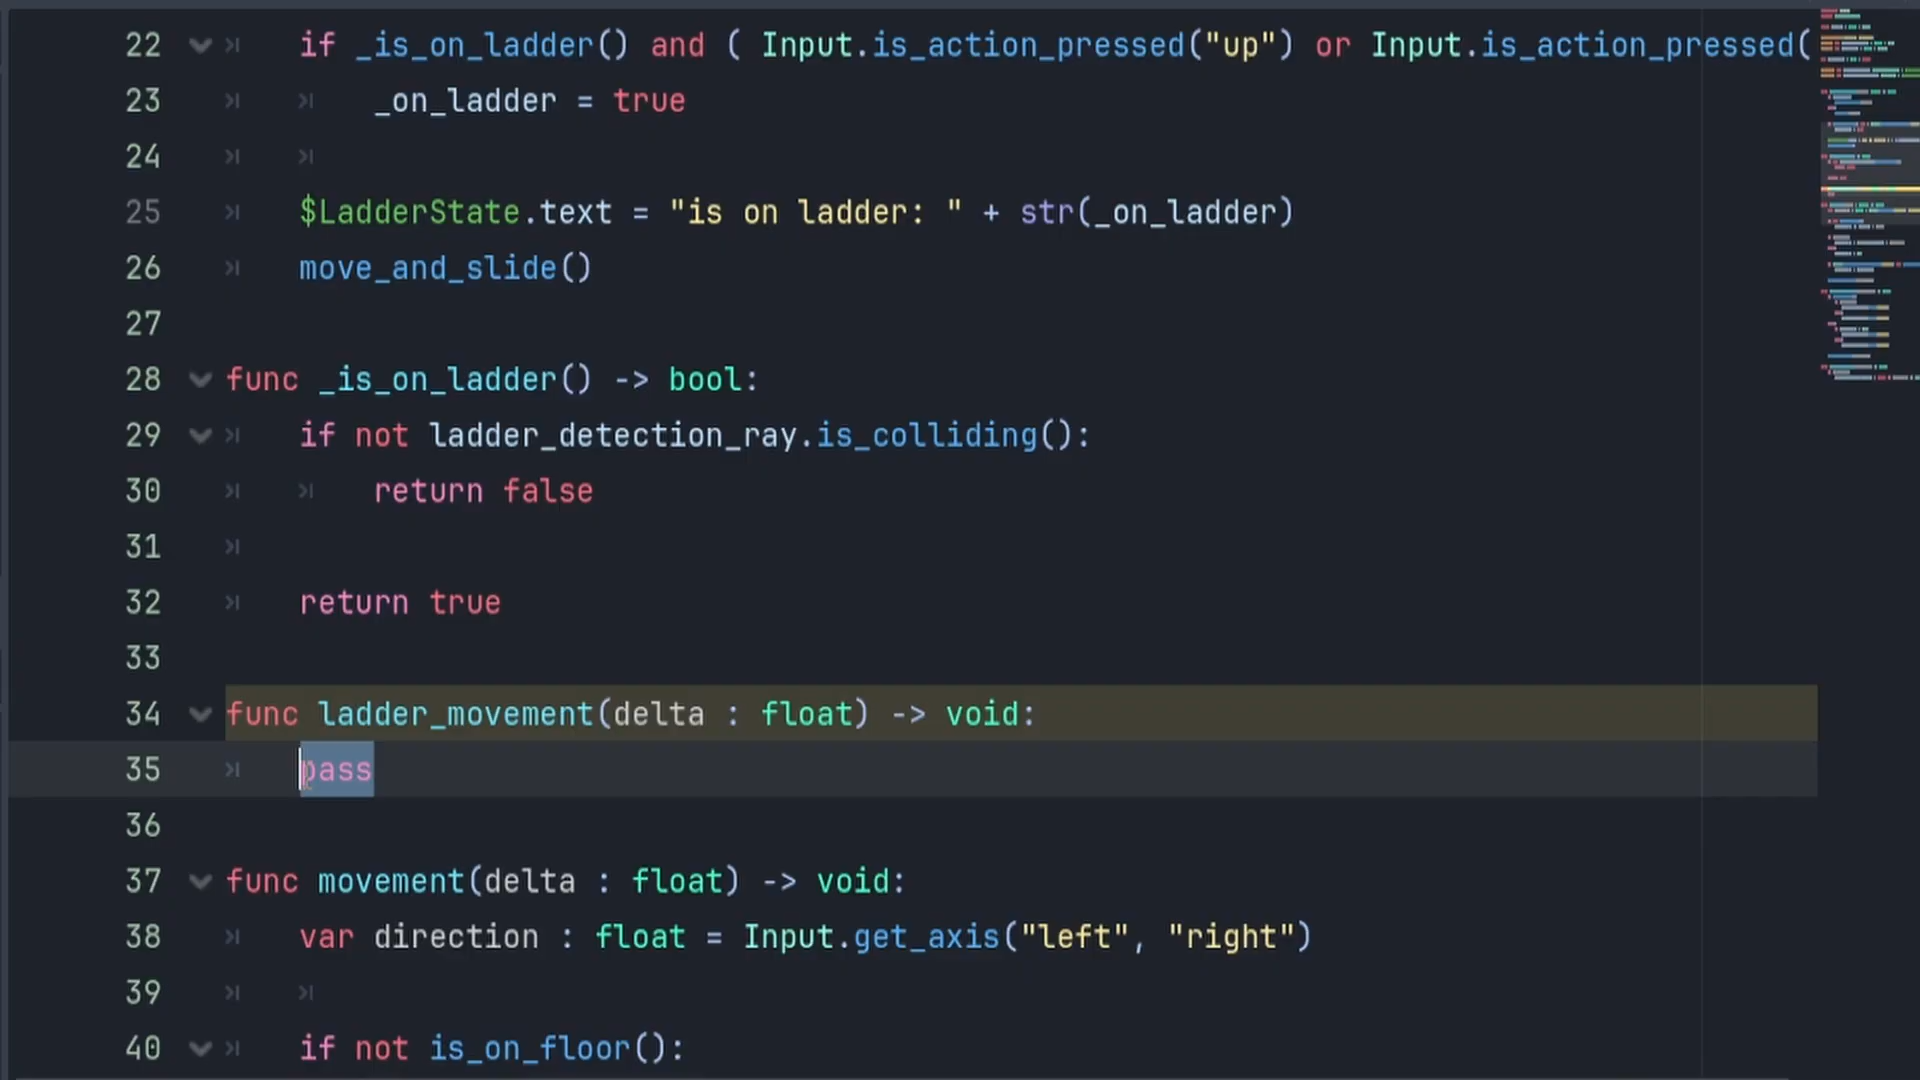 22 if _is_on_ladder() and ( Input.is_action_pressed("up") or Input.is_action_pressed(
23 _on_ladder = true
24
25 $LadderState.text = "is on ladder: " + str(_on_ladder)
26 move_and_slide()
27
28 func _is_on_ladder() -> bool:
29 if not ladder_detection_ray.is_colliding():
30 return false
31
32 return true
33
34 func ladder_movement(delta : float) -> void:
35 pass
36
37 func movement(delta : float) -> void:
38 var direction : float = Input.get_axis("left", "right")
39
40 if not is_on_floor():